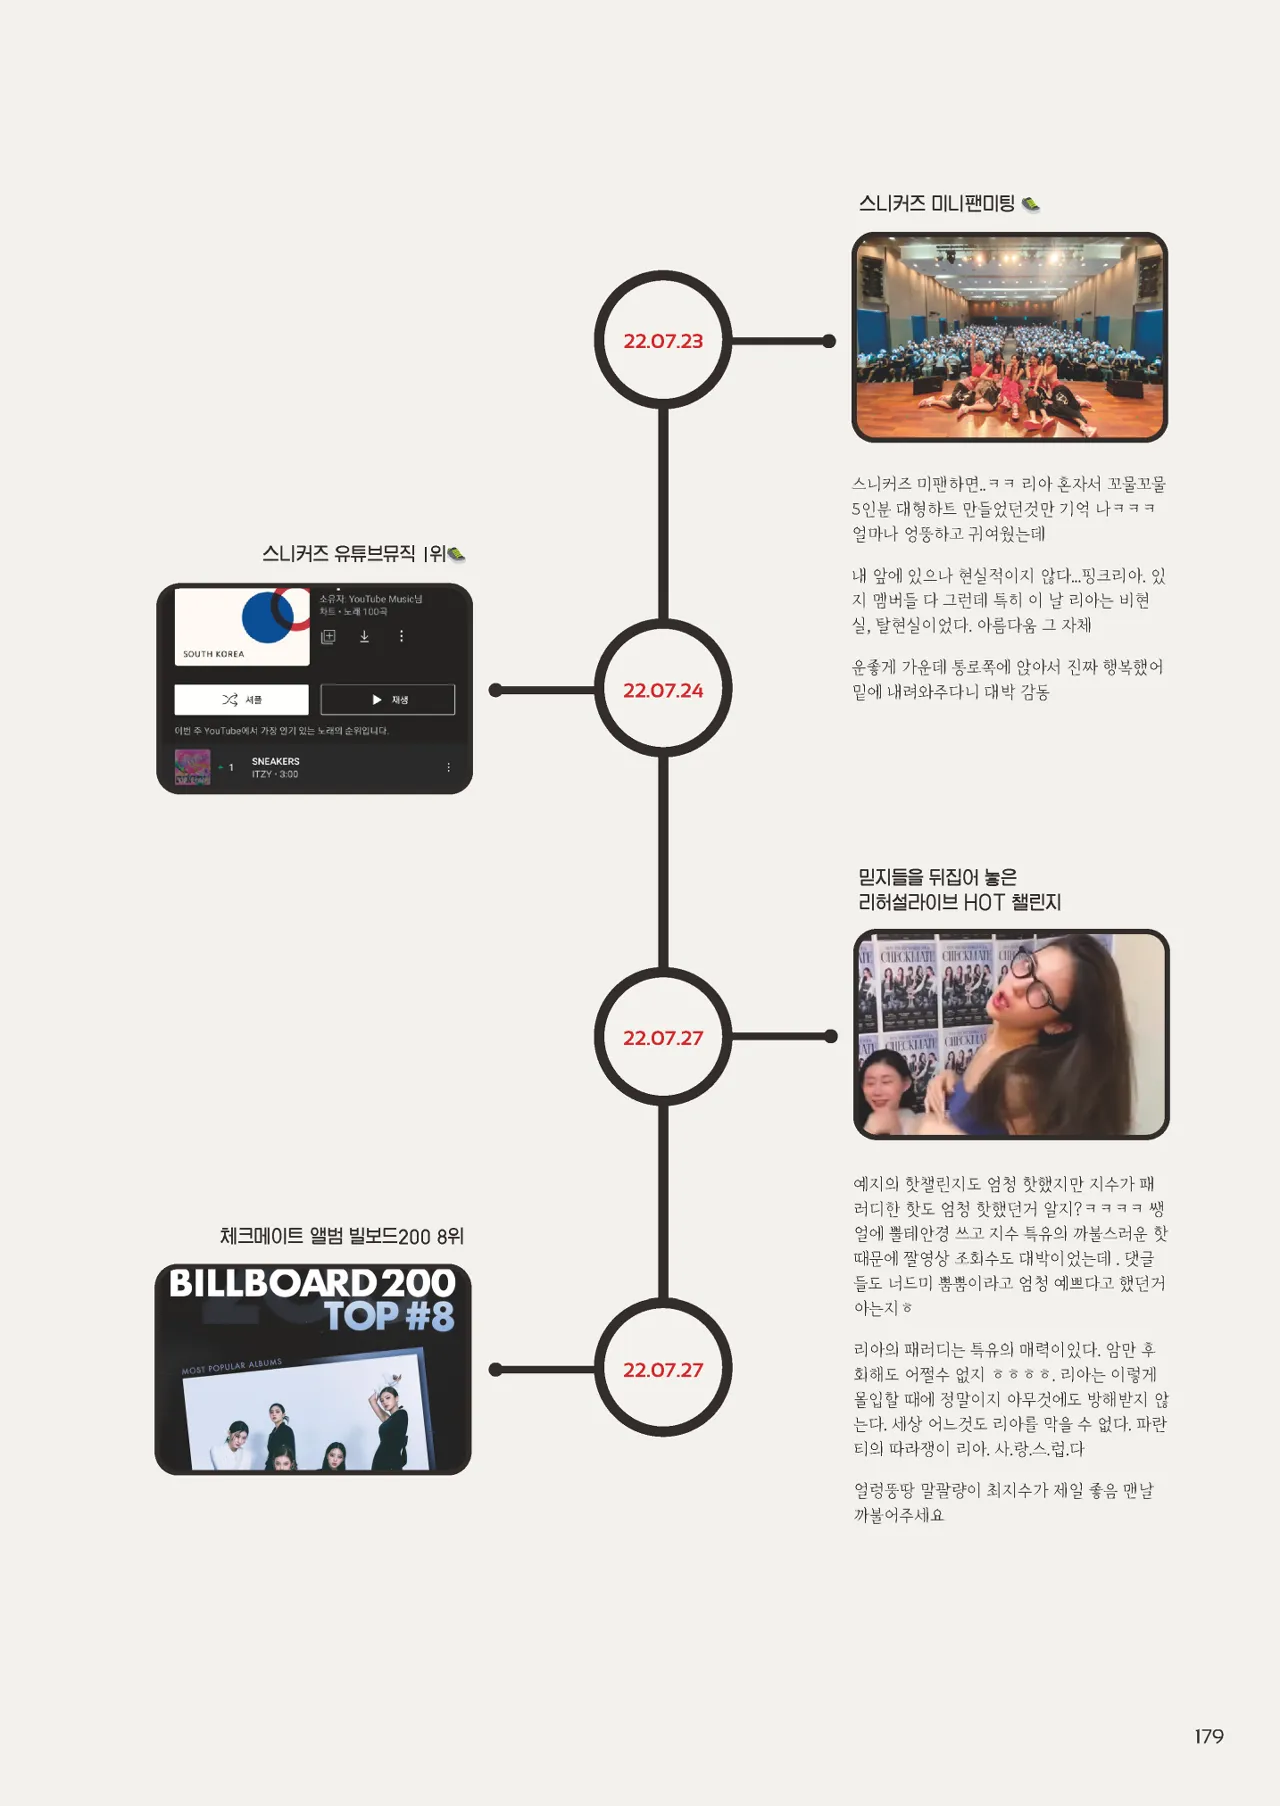 스니커즈 미니팬미팅
22.07.23
스니커즈 미팬하면..ㅋㅋ 리아 혼자서 꼬물꼬물
5인분 대형하트 만들었던것만 기억 나ㅋㅋㅋ
얼마나 엉뚱하고 귀여웠는데
내 앞에 있으나 현실적이지 않다...핑크리아. 있
지 멤버들 다 그런데 특히 이 날 리아는 비현
실, 탈현실이었다. 아름다움 그 자체
운좋게 가운데 통로쪽에 앉아서 진짜 행복했어
밑에 내려와주다니 대박 감동
스니커즈 유튜브뮤직 1위
소유자: YouTube Music님
차트 • 노래 100곡
SOUTH KOREA
셔플
재생
이번 주 YouTube에서 가장 인기 있는 노래의 순위입니다.
1 SNEAKERS
ITZY • 3:00
22.07.24
믿지들을 뒤집어 놓은
리허설라이브 HOT 챌린지
CHECKMATE
CHECKMATE
CHECKMATE
22.07.27
예지의 핫챌린지도 엄청 핫했지만 지수가 패
러디한 핫도 엄청 핫했던거 알지?ㅋㅋㅋㅋ 쌩
얼에 뿔테안경 쓰고 지수 특유의 까불스러운 핫
때문에 짤영상 조회수도 대박이었는데 . 댓글
들도 너드미 뿜뿜이라고 엄청 예쁘다고 했던거
아는지ㅎ
리아의 패러디는 특유의 매력이있다. 암만 후
회해도 어쩔수 없지 ㅎㅎㅎㅎ. 리아는 이렇게
몰입할 때에 정말이지 아무것에도 방해받지 않
는다. 세상 어느것도 리아를 막을 수 없다. 파란
티의 따라쟁이 리아. 사.랑.스.럽.다
얼렁뚱땅 말괄량이 최지수가 제일 좋음 맨날
까불어주세요
체크메이트 앨범 빌보드200 8위
BILLBOARD 200
TOP #8
MOST POPULAR ALBUMS
22.07.27
179